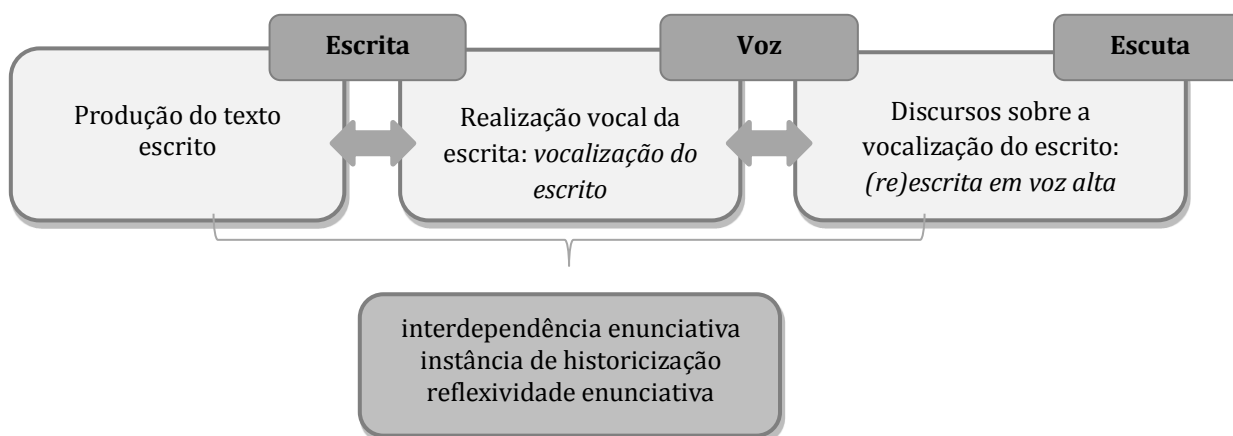 Escrita
Produção do texto
escrito
Voz
Realização vocal da
escrita: vocalização do
escrito
Escuta
Discursos sobre a
vocalização do escrito:
(re)escrita em voz alta
interdependência enunciativa
instância de historicização
reflexividade enunciativa